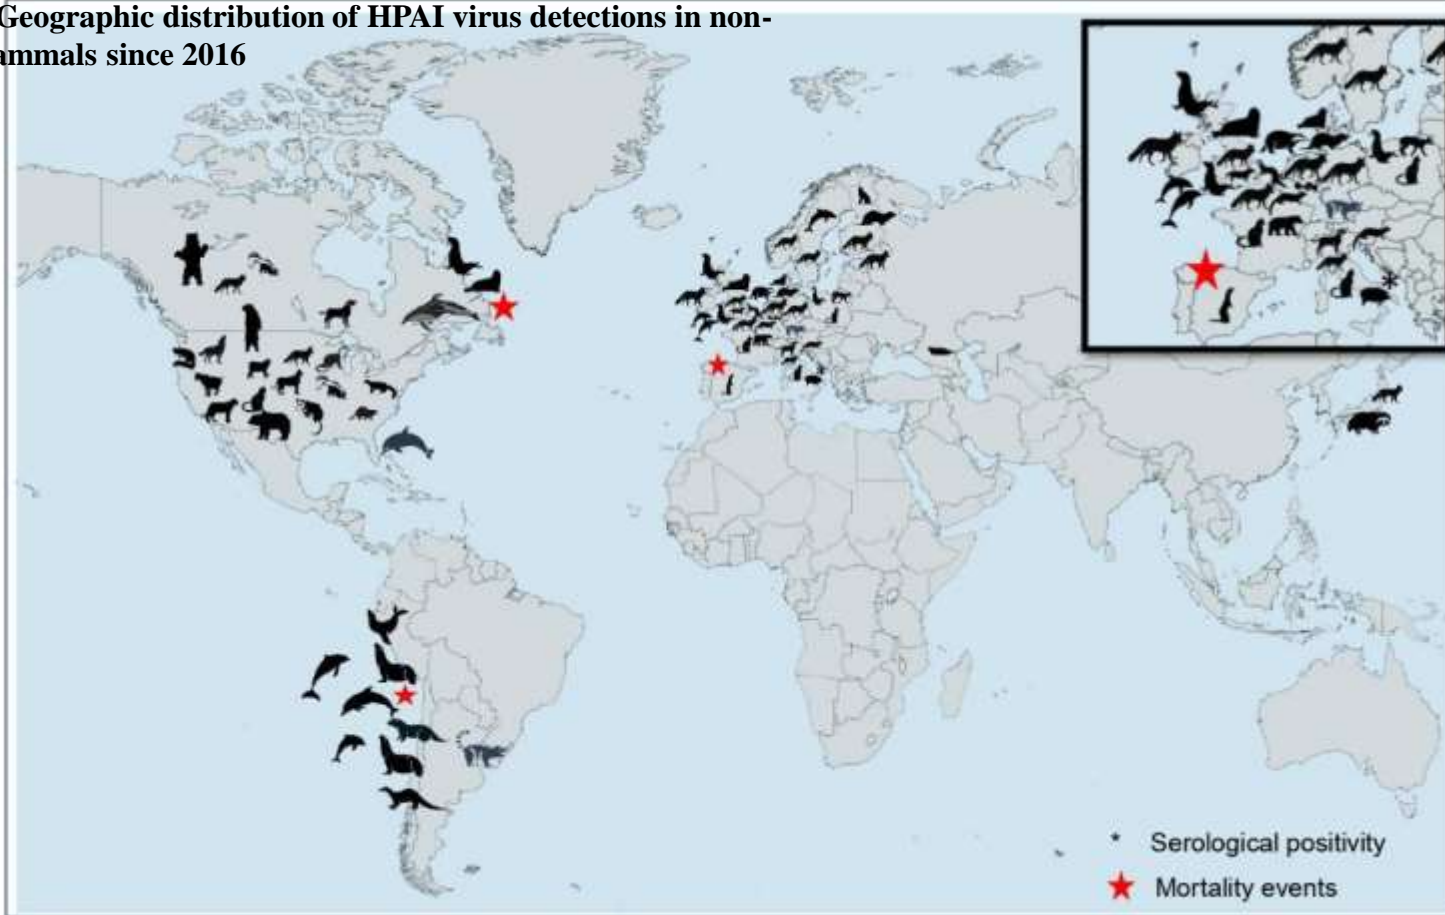 Geographic distribution of HPAI virus detections in non-
ammals since 2016
* Serological positivity
Mortality events